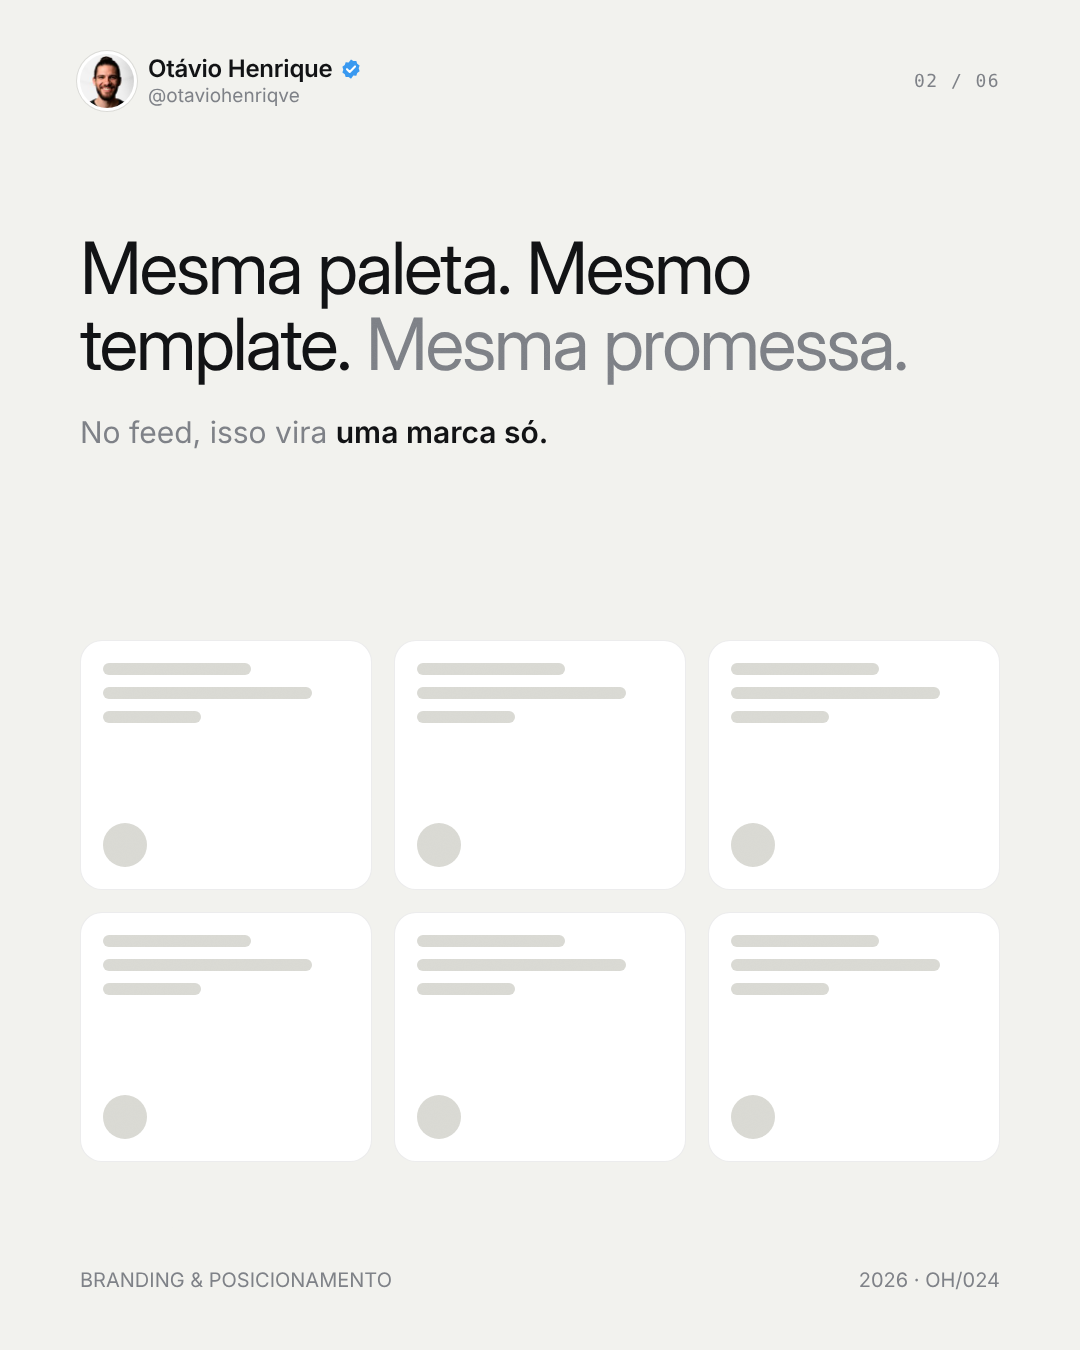 Otávio Henrique
@otaviohenriqve
02 / 06
Mesma paleta. Mesmo
template. Mesma promessa.
No feed, isso vira uma marca só.
BRANDING & POSICIONAMENTO
2026 · OH/024